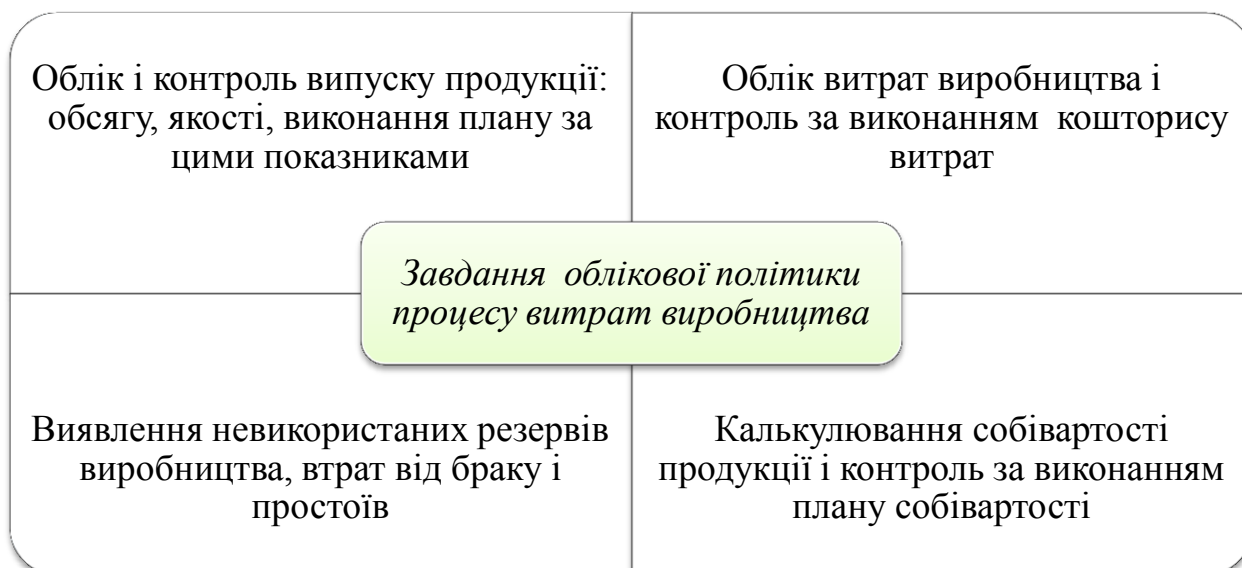 Облік і контроль випуску продукції:
обсягу, якості, виконання плану за
цими показниками
Облік витрат виробництва і
контроль за виконанням кошторису
витрат
Завдання облікової політики
процесу витрат виробництва
Виявлення невикористаних резервів
виробництва, втрат від браку і
простоїв
Калькулювання собівартості
продукції і контроль за виконанням
плану собівартості